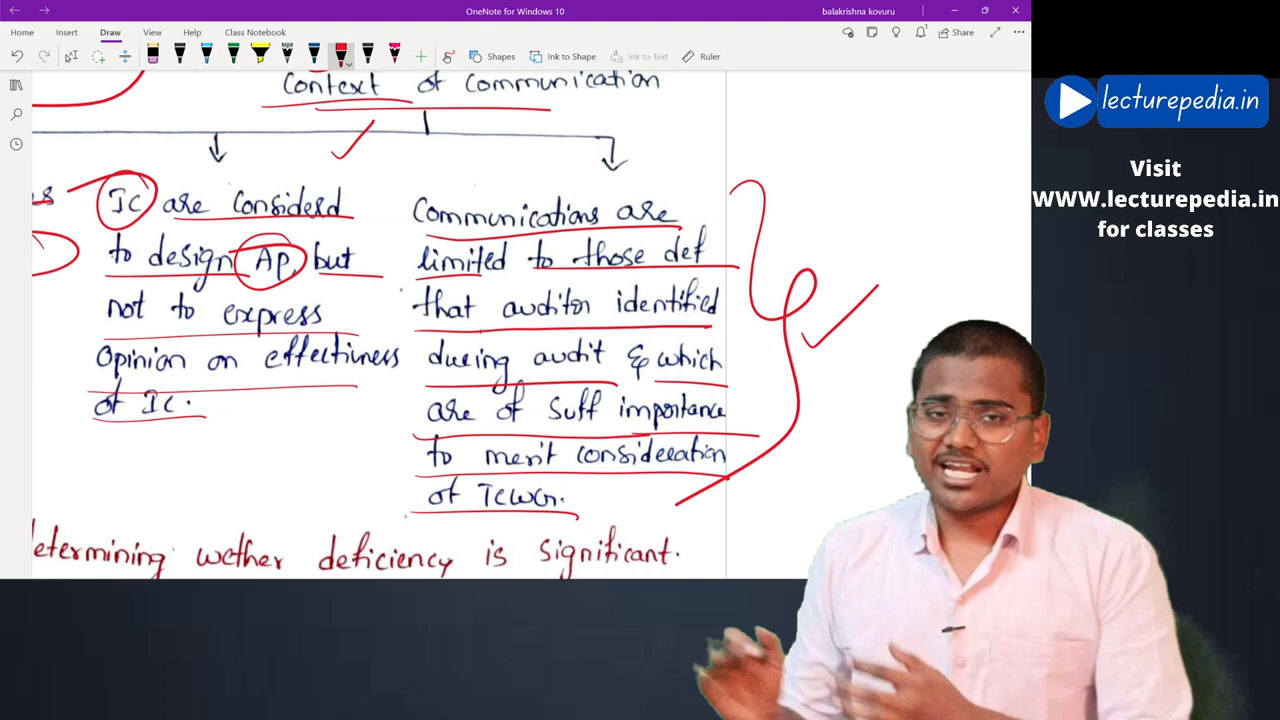 OneNote for Windows 10
balakrishna kovuru
Home Insert Draw View Help Class Notebook
Shapes Ink to Shape Ink to Text Ruler
Share
Context of Communication
IC are considerd
to design AP, but
not to express
Opinion on effectivness
of IC.
Communications are
limited to those def
that auditor identified
during audit & which
are of suff importance
to merit consideration
of TCWG.
etermining wether deficiency is significant.
lecturepedia.in
Visit
WWW.lecturepedia.in
for classes